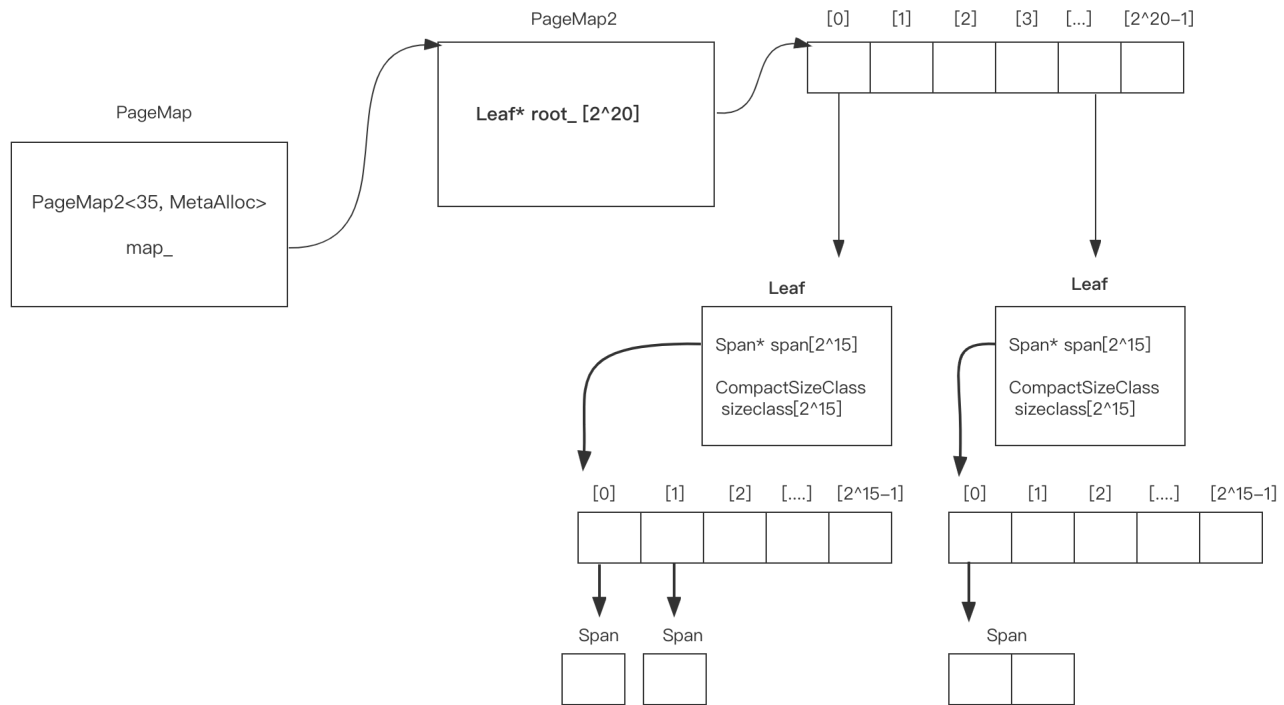 PageMap2
[0] [1] [2] [3] [...] [2^20-1]
PageMap
Leaf* root_ [2^20]
PageMap2<35, MetaAlloc>
map_
Leaf
Leaf
Span* span[2^15]
CompactSizeClass
sizeclass[2^15]
Span* span[2^15]
CompactSizeClass
sizeclass[2^15]
[0] [1] [2] [....] [2^15-1]
[0] [1] [2] [....] [2^15-1]
Span
Span
Span